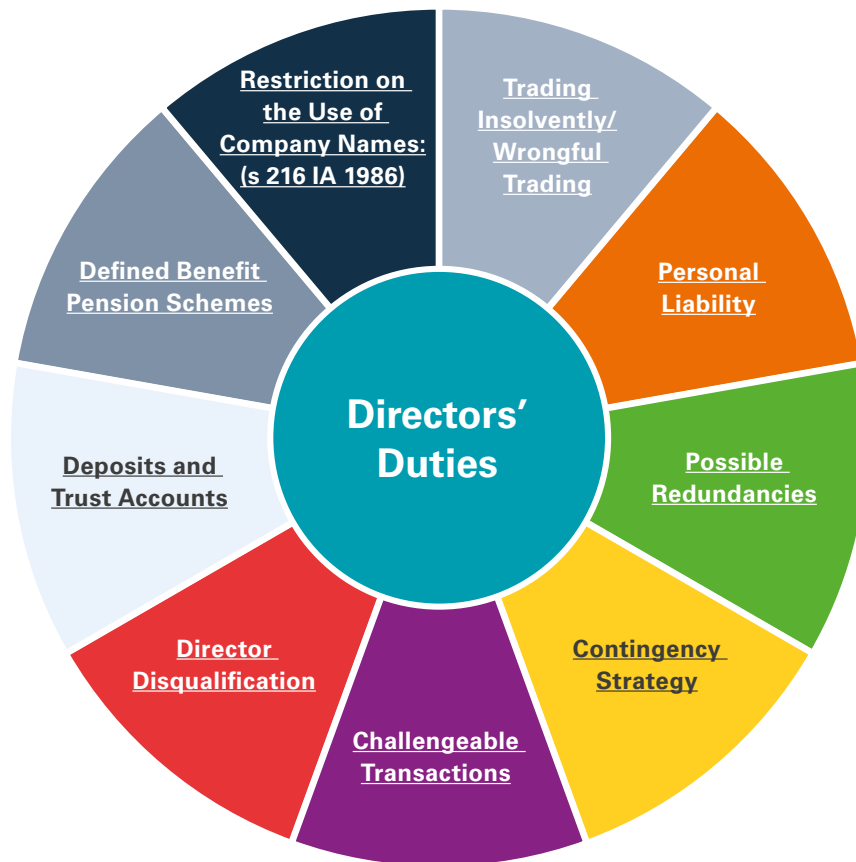 Restriction on
the Use of
Company Names:
(s 216 IA 1986)
Trading
Insolvently/
Wrongful
Trading
Personal
Liability
Possible
Redundancies
Contingency
Strategy
Challengeable
Transactions
Director
Disqualification
Deposits and
Trust Accounts
Defined Benefit
Pension Schemes
Directors’
Duties